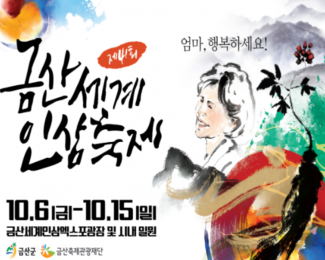 제41회
엄마, 행복하세요!
금산세계
인삼축제
10.6(금)-10.15(일)
금산세계인삼엑스포광장 및 시내 일원
금산군 금산축제관광재단